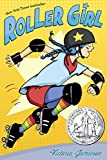 New York Times bestseller
ROLLER GIRL
Victoria Jamieson